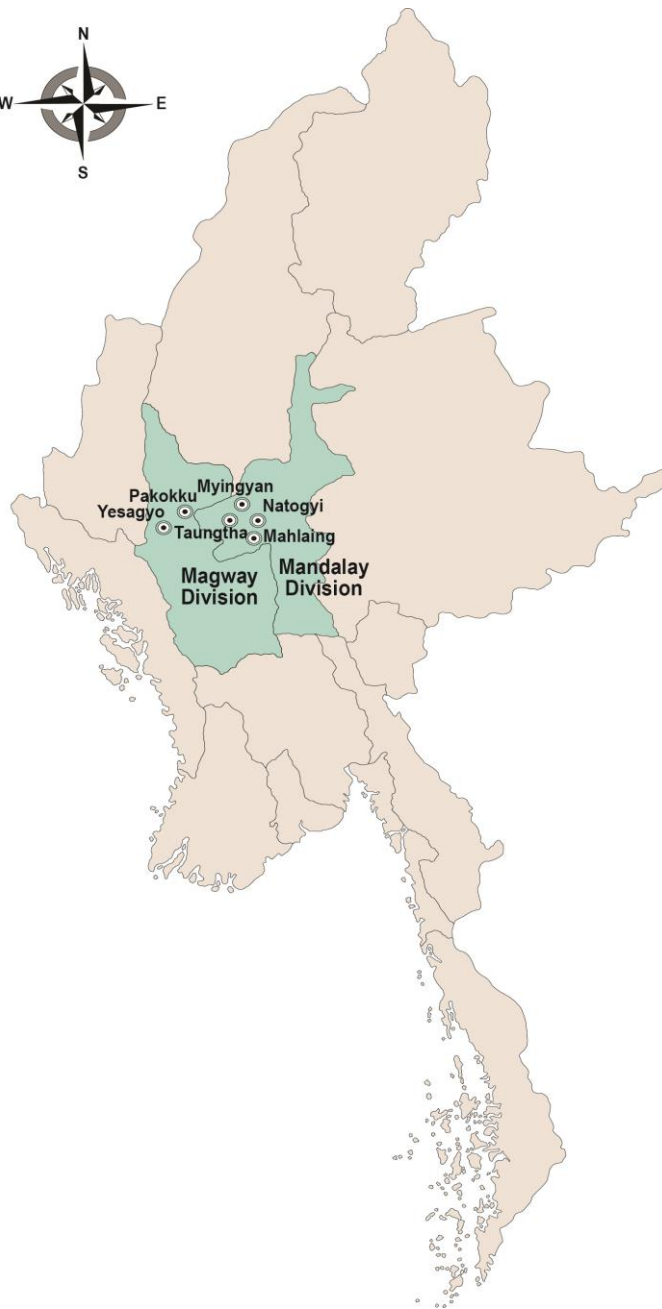 N
W
E
S
Myingyan
Pakokku
Natogyi
Yesagyo
Taungtha
Mahlaing
Magway
Division
Mandalay
Division